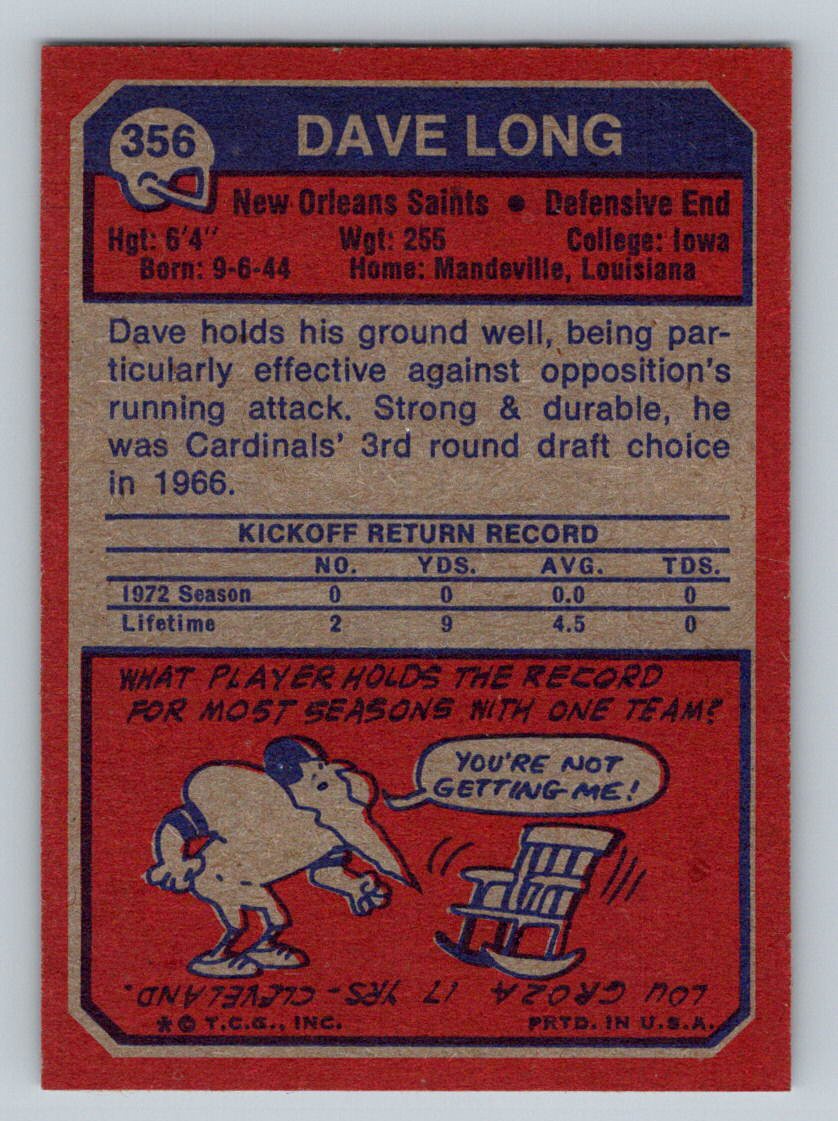 356
DAVE LONG
New Orleans Saints • Defensive End
Hgt: 6'4" Wgt: 255 College: Iowa
Born: 9-6-44 Home: Mandeville, Louisiana
Dave holds his ground well, being par-
ticularly effective against opposition's
running attack. Strong & durable, he
was Cardinals' 3rd round draft choice
in 1966.
KICKOFF RETURN RECORD
NO. YDS. AVG. TDS.
1972 Season 0 0 0.0 0
Lifetime 2 9 4.5 0
WHAT PLAYER HOLDS THE RECORD
FOR MOST SEASONS WITH ONE TEAM?
YOU'RE NOT
GETTING ME!
LOU GROZA 17 YRS - CLEVELAND.
* © T.C.G., INC. PRTD. IN U.S.A.